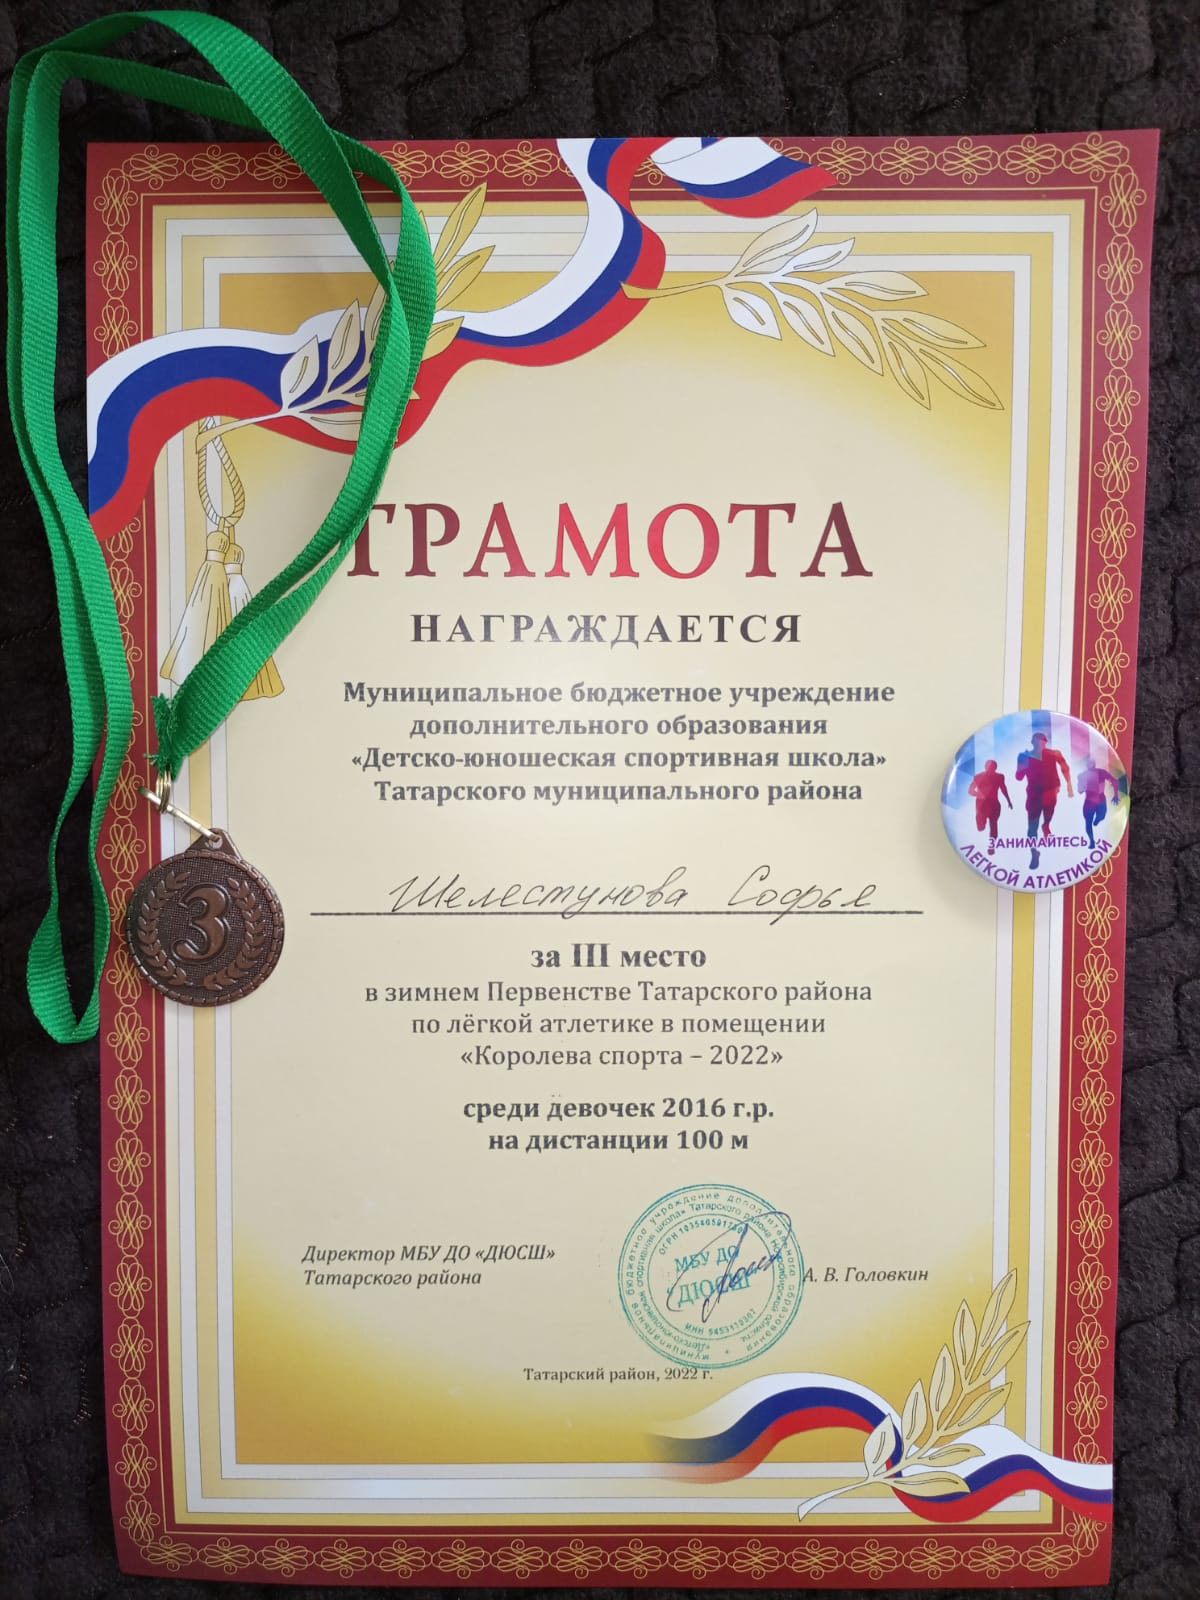 ГРАМОТА
НАГРАЖДАЕТСЯ
Муниципальное бюджетное учреждение
дополнительного образования
«Детско-юношеская спортивная школа»
Татарского муниципального района
Шелестунова Софья
за III место
в зимнем Первенстве Татарского района
по лёгкой атлетике в помещении
«Королева спорта – 2022»
среди девочек 2016 г.р.
на дистанции 100 м
Директор МБУ ДО «ДЮСШ»
Татарского района
А. В. Головкин
МБУ ДО
"ДЮСШ"
Татарский район, 2022 г.
3
ЗАНИМАЙТЕСЬ
ЛЕГКОЙ АТЛЕТИКОЙ